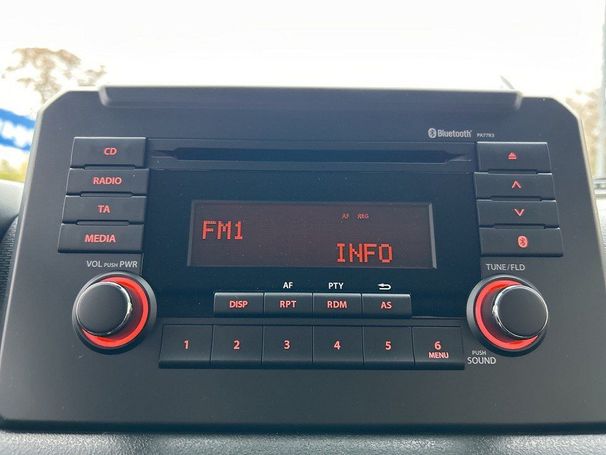 Bluetooth PA77R3
CD
RADIO
TA
MEDIA
AF REG
FM1
INFO
VOL PUSH PWR
TUNE/FLD
AF PTY
DISP RPT RDM AS
1 2 3 4 5 6
MENU
PUSH
SOUND